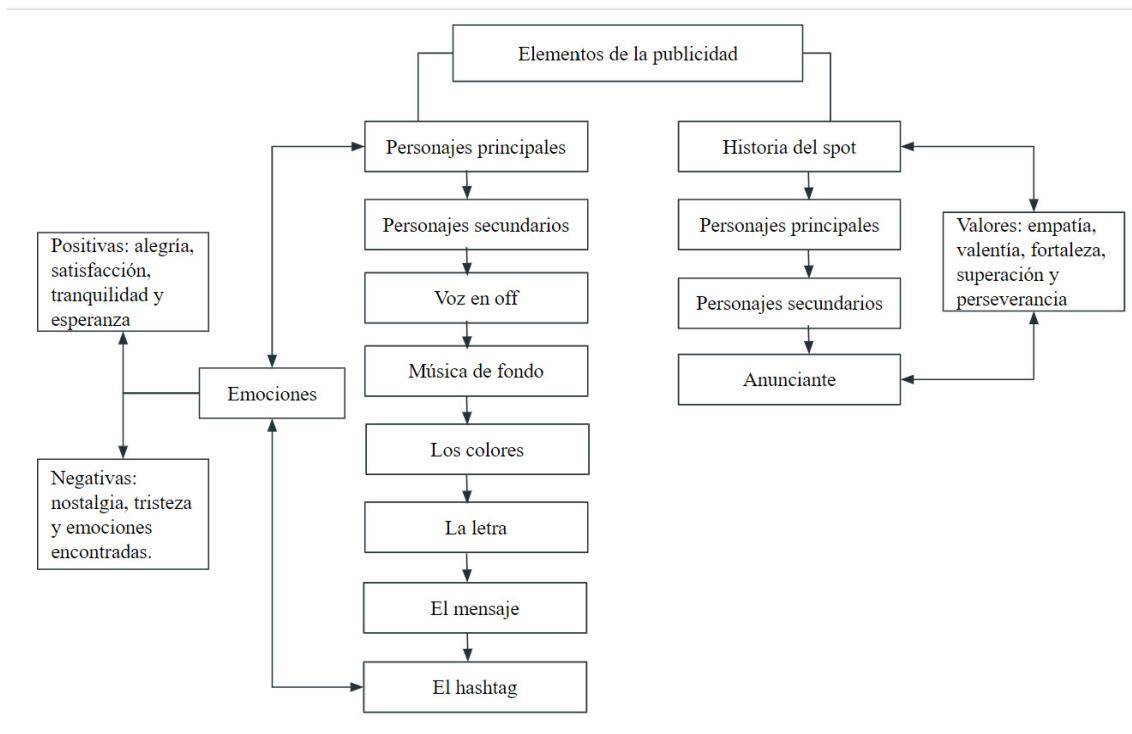 Elementos de la publicidad
Personajes principales
Personajes secundarios
Voz en off
Música de fondo
Los colores
La letra
El mensaje
El hashtag
Emociones
Positivas: alegría,
satisfacción,
tranquilidad y
esperanza
Negativas:
nostalgia, tristeza
y emociones
encontradas.
Historia del spot
Personajes principales
Personajes secundarios
Anunciante
Valores: empatía,
valentía, fortaleza,
superación y
perseverancia